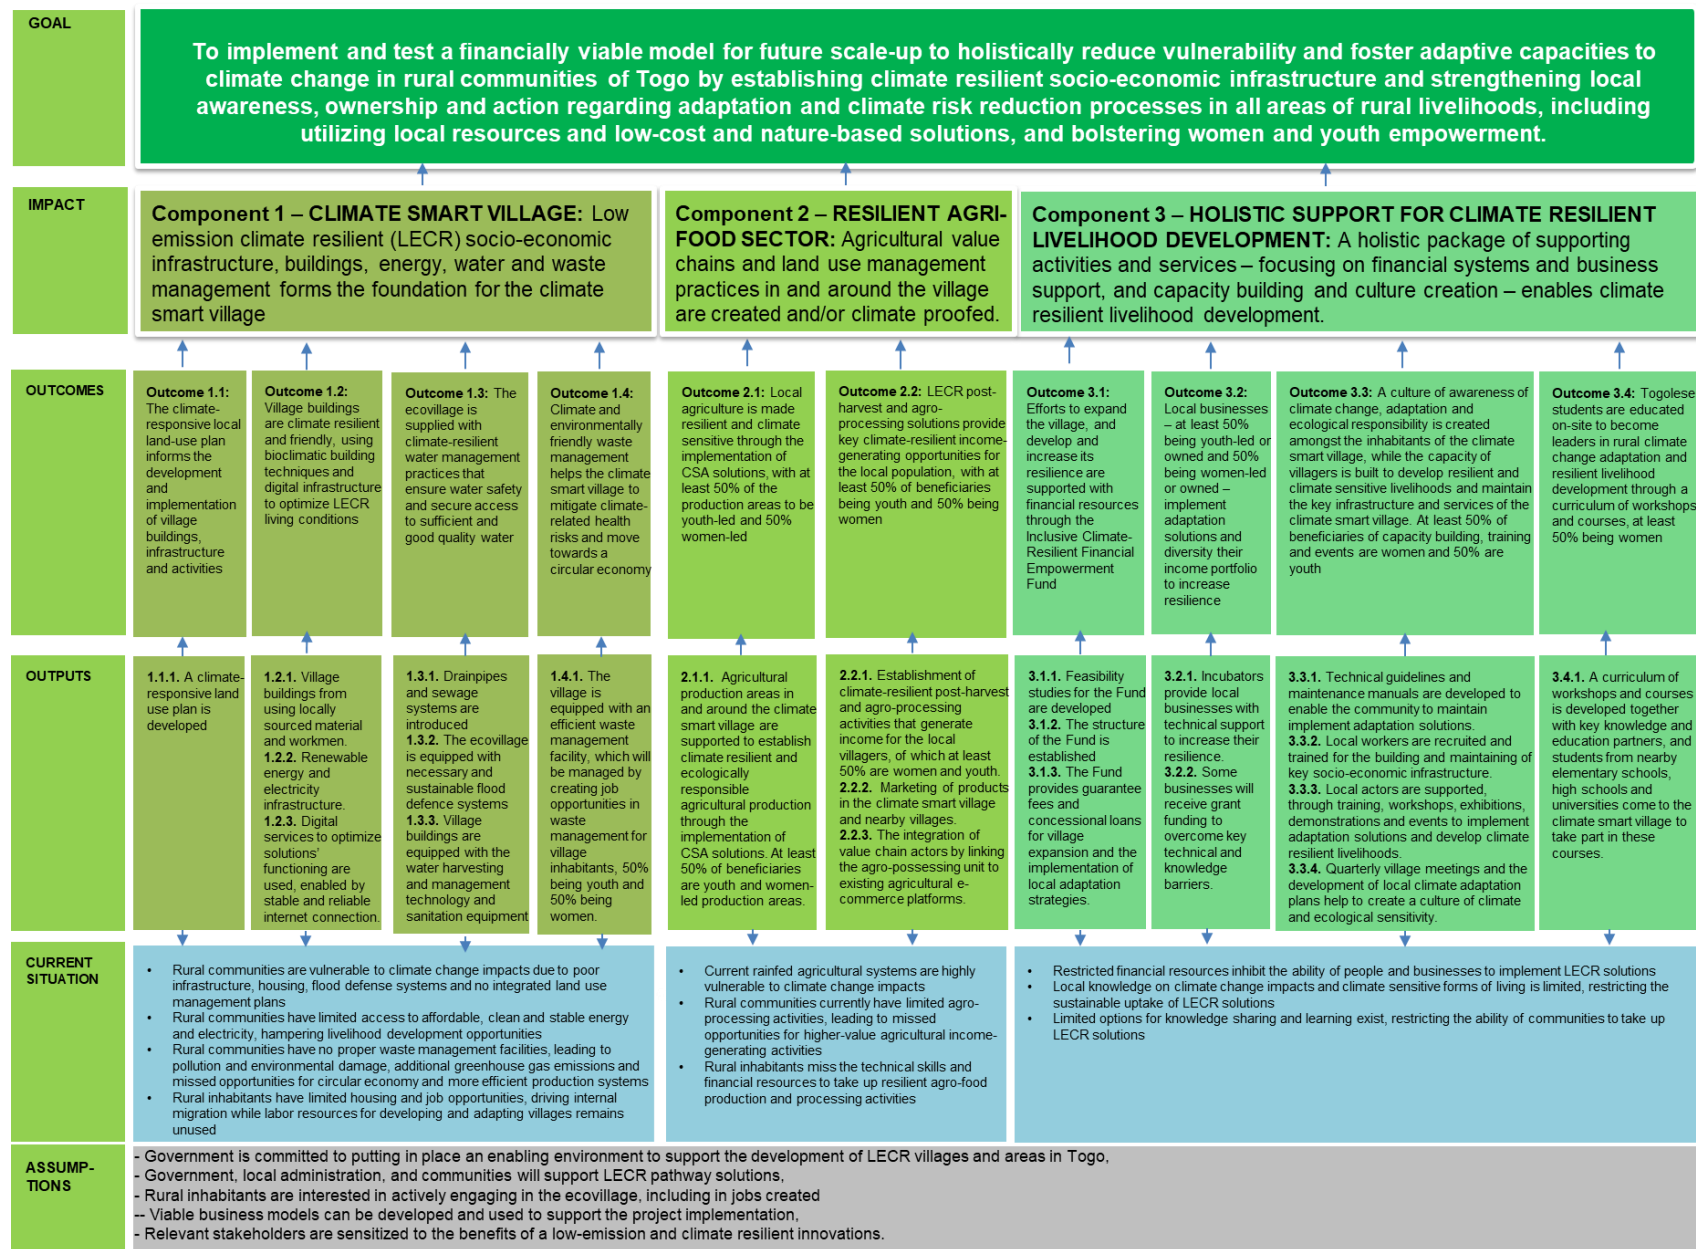 GOAL
To implement and test a financially viable model for future scale-up to holistically reduce vulnerability and foster adaptive capacities to
climate change in rural communities of Togo by establishing climate resilient socio-economic infrastructure and strengthening local
awareness, ownership and action regarding adaptation and climate risk reduction processes in all areas of rural livelihoods, including
utilizing local resources and low-cost and nature-based solutions, and bolstering women and youth empowerment.
IMPACT
Component 1 – CLIMATE SMART VILLAGE: Low
emission climate resilient (LECR) socio-economic
infrastructure, buildings, energy, water and waste
management forms the foundation for the climate
smart village
Component 2 – RESILIENT AGRI-
FOOD SECTOR: Agricultural value
chains and land use management
practices in and around the village
are created and/or climate proofed.
Component 3 – HOLISTIC SUPPORT FOR CLIMATE RESILIENT
LIVELIHOOD DEVELOPMENT: A holistic package of supporting
activities and services – focusing on financial systems and business
support, and capacity building and culture creation – enables climate
resilient livelihood development.
OUTCOMES
Outcome 1.1:
The climate-
responsive local
land-use plan
informs the
development
and
implementation
of village
buildings,
infrastructure
and activities
Outcome 1.2:
Village buildings
are climate resilient
and friendly, using
bioclimatic building
techniques and
digital infrastructure
to optimize LECR
living conditions
Outcome 1.3: The
ecovillage is
supplied with
climate-resilient
water management
practices that
ensure water safety
and secure access
to sufficient and
good quality water
Outcome 1.4:
Climate and
environmentally
friendly waste
management
helps the climate
smart village to
mitigate climate-
related health
risks and move
towards a
circular economy
Outcome 2.1: Local
agriculture is made
resilient and climate
sensitive through the
implementation of
CSA solutions, with at
least 50% of the
production areas to be
youth-led and 50%
women-led
Outcome 2.2: LECR post-
harvest and agro-
processing solutions provide
key climate-resilient income-
generating opportunities for
the local population, with at
least 50% of beneficiaries
being youth and 50% being
women
Outcome 3.1:
Efforts to expand
the village, and
develop and
increase its
resilience are
supported with
financial resources
through the
Inclusive Climate-
Resilient Financial
Empowerment
Fund
Outcome 3.2:
Local businesses
– at least 50%
being youth-led or
owned and 50%
being women-led
or owned –
implement
adaptation
solutions and
diversity their
income portfolio
to increase
resilience
Outcome 3.3: A culture of awareness of
climate change, adaptation and
ecological responsibility is created
amongst the inhabitants of the climate
smart village, while the capacity of
villagers is built to develop resilient and
climate sensitive livelihoods and maintain
the key infrastructure and services of the
climate smart village. At least 50% of
beneficiaries of capacity building, training
and events are women and 50% are
youth
Outcome 3.4: Togolese
students are educated
on-site to become
leaders in rural climate
change adaptation and
resilient livelihood
development through a
curriculum of workshops
and courses, at least
50% being women
OUTPUTS
1.1.1. A climate-
responsive land
use plan is
developed
1.2.1. Village
buildings from
using locally
sourced material
and workmen.
1.2.2. Renewable
energy and
electricity
infrastructure.
1.2.3. Digital
services to optimize
solutions'
functioning are
used, enabled by
stable and reliable
internet connection.
1.3.1. Drainpipes
and sewage
systems are
introduced
1.3.2. The ecovillage
is equipped with
necessary and
sustainable flood
defence systems
1.3.3. Village
buildings are
equipped with the
water harvesting
and management
technology and
sanitation equipment
1.4.1. The
village is
equipped with an
efficient waste
management
facility, which will
be managed by
creating job
opportunities in
waste
management for
village
inhabitants, 50%
being youth and
50% being
women.
2.1.1. Agricultural
production areas in
and around the climate
smart village are
supported to establish
climate resilient and
ecologically
responsible
agricultural production
through the
implementation of
CSA solutions. At least
50% of beneficiaries
are youth and women-
led production areas.
2.2.1. Establishment of
climate-resilient post-harvest
and agro-processing
activities that generate
income for the local
villagers, of which at least
50% are women and youth.
2.2.2. Marketing of products
in the climate smart village
and nearby villages.
2.2.3. The integration of
value chain actors by linking
the agro-possessing unit to
existing agricultural e-
commerce platforms.
3.1.1. Feasibility
studies for the Fund
are developed
3.1.2. The structure
of the Fund is
established
3.1.3. The Fund
provides guarantee
fees and
concessional loans
for village
expansion and the
implementation of
local adaptation
strategies.
3.2.1. Incubators
provide local
businesses with
technical support
to increase their
resilience.
3.2.2. Some
businesses will
receive grant
funding to
overcome key
technical and
knowledge
barriers.
3.3.1. Technical guidelines and
maintenance manuals are developed to
enable the community to maintain
implement adaptation solutions.
3.3.2. Local workers are recruited and
trained for the building and maintaining of
key socio-economic infrastructure.
3.3.3. Local actors are supported,
through training, workshops, exhibitions,
demonstrations and events to implement
adaptation solutions and develop climate
resilient livelihoods.
3.3.4. Quarterly village meetings and the
development of local climate adaptation
plans help to create a culture of climate
and ecological sensitivity.
3.4.1. A curriculum of
workshops and courses
is developed together
with key knowledge and
education partners, and
students from nearby
elementary schools,
high schools and
universities come to the
climate smart village to
take part in these
courses.
CURRENT
SITUATION
• Rural communities are vulnerable to climate change impacts due to poor
infrastructure, housing, flood defense systems and no integrated land use
management plans
• Rural communities have limited access to affordable, clean and stable energy
and electricity, hampering livelihood development opportunities
• Rural communities have no proper waste management facilities, leading to
pollution and environmental damage, additional greenhouse gas emissions and
missed opportunities for circular economy and more efficient production systems
• Rural inhabitants have limited housing and job opportunities, driving internal
migration while labor resources for developing and adapting villages remains
unused
• Current rainfed agricultural systems are highly
vulnerable to climate change impacts
• Rural communities currently have limited agro-
processing activities, leading to missed
opportunities for higher-value agricultural income-
generating activities
• Rural inhabitants miss the technical skills and
financial resources to take up resilient agro-food
production and processing activities
• Restricted financial resources inhibit the ability of people and businesses to implement LECR solutions
• Local knowledge on climate change impacts and climate sensitive forms of living is limited, restricting the
sustainable uptake of LECR solutions
• Limited options for knowledge sharing and learning exist, restricting the ability of communities to take up
LECR solutions
ASSUMP-
TIONS
- Government is committed to putting in place an enabling environment to support the development of LECR villages and areas in Togo,
- Government, local administration, and communities will support LECR pathway solutions,
- Rural inhabitants are interested in actively engaging in the ecovillage, including in jobs created
-- Viable business models can be developed and used to support the project implementation,
- Relevant stakeholders are sensitized to the benefits of a low-emission and climate resilient innovations.